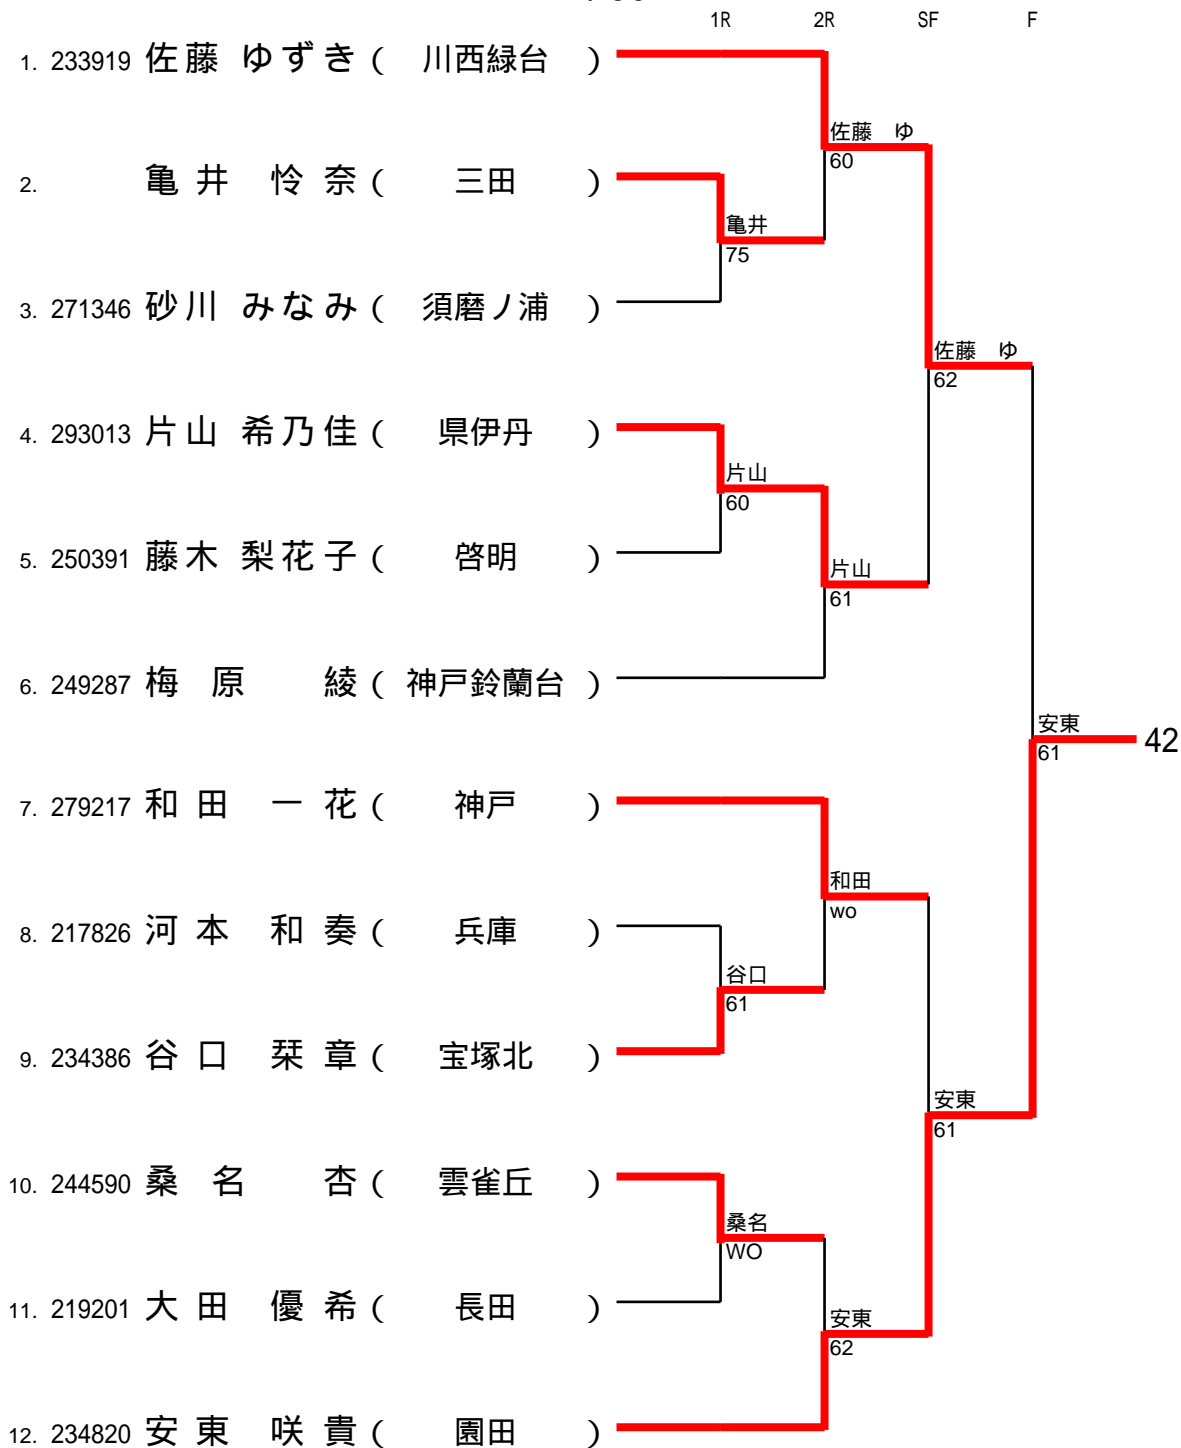 1R 2R SF F
1. 233919 佐藤 ゆずき ( 川西緑台 )
佐藤 ゆ
60
2. 亀井 怜奈 ( 三田 )
亀井
75
3. 271346 砂川 みなみ ( 須磨ノ浦 )
佐藤 ゆ
62
4. 293013 片山 希乃佳 ( 県伊丹 )
片山
60
5. 250391 藤木 梨花子 ( 啓明 )
片山
61
6. 249287 梅原 綾 ( 神戸鈴蘭台 )
安東
61
42
7. 279217 和田 一花 ( 神戸 )
和田
wo
8. 217826 河本 和奏 ( 兵庫 )
谷口
61
9. 234386 谷口 栞章 ( 宝塚北 )
安東
61
10. 244590 桑名 杏 ( 雲雀丘 )
桑名
WO
11. 219201 大田 優希 ( 長田 )
安東
62
12. 234820 安東 咲貴 ( 園田 )